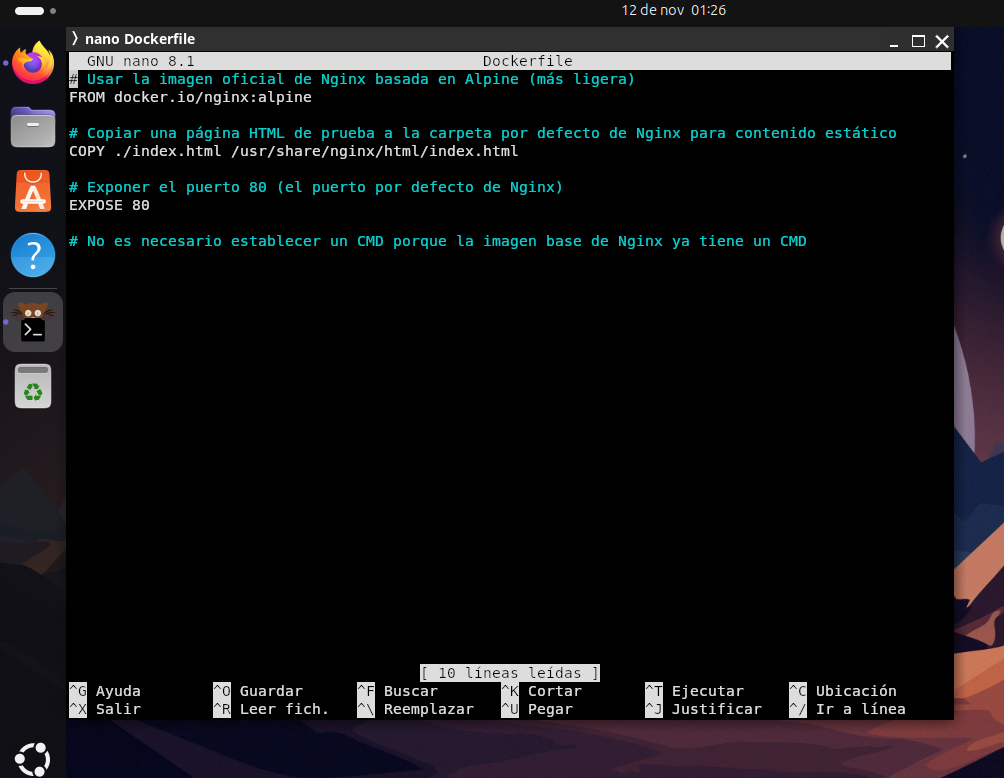 12 de nov 01:26
nano Dockerfile
GNU nano 8.1 Dockerfile
# Usar la imagen oficial de Nginx basada en Alpine (más ligera)
FROM docker.io/nginx:alpine
# Copiar una página HTML de prueba a la carpeta por defecto de Nginx para contenido estático
COPY ./index.html /usr/share/nginx/html/index.html
# Exponer el puerto 80 (el puerto por defecto de Nginx)
EXPOSE 80
# No es necesario establecer un CMD porque la imagen base de Nginx ya tiene un CMD
[ 10 líneas leídas ]
^G Ayuda ^O Guardar ^F Buscar ^K Cortar ^T Ejecutar ^C Ubicación
^X Salir ^R Leer fich. ^\ Reemplazar ^U Pegar ^J Justificar ^/ Ir a línea